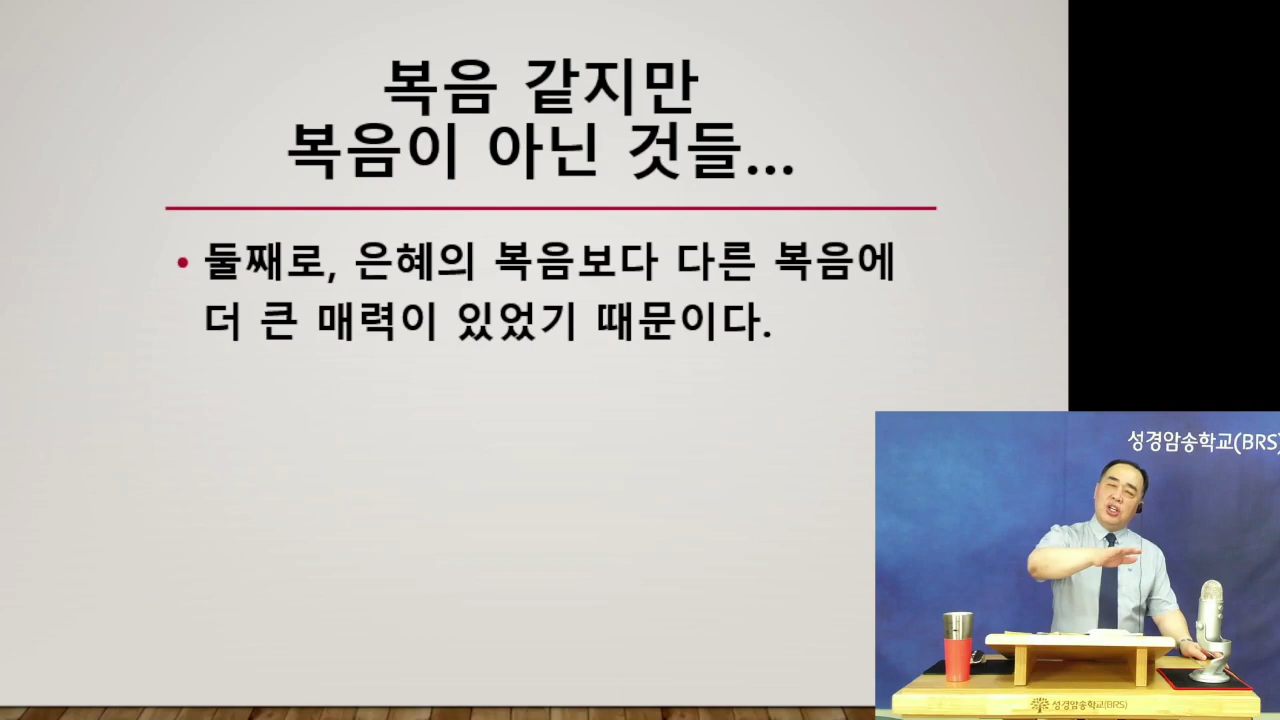 복음 같지만
복음이 아닌 것들...
• 둘째로, 은혜의 복음보다 다른 복음에
더 큰 매력이 있었기 때문이다.
성경암송학교(BRS)
성경암송학교(BRS)